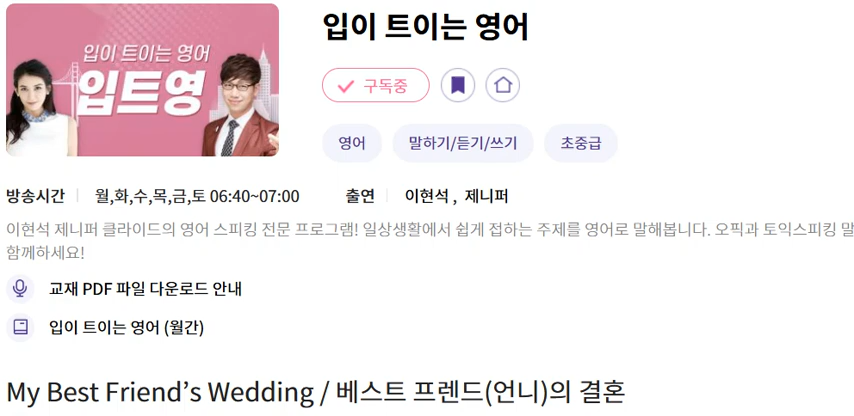 입이 트이는 영어
입트영
입이 트이는 영어
구독중
영어
말하기/듣기/쓰기
초중급
방송시간 월,화,수,목,금,토 06:40~07:00 출연 이현석 , 제니퍼
이현석 제니퍼 클라이드의 영어 스피킹 전문 프로그램! 일상생활에서 쉽게 접하는 주제를 영어로 말해봅니다. 오픽과 토익스피킹 말
함께하세요!
교재 PDF 파일 다운로드 안내
입이 트이는 영어 (월간)
My Best Friend’s Wedding / 베스트 프렌드(언니)의 결혼